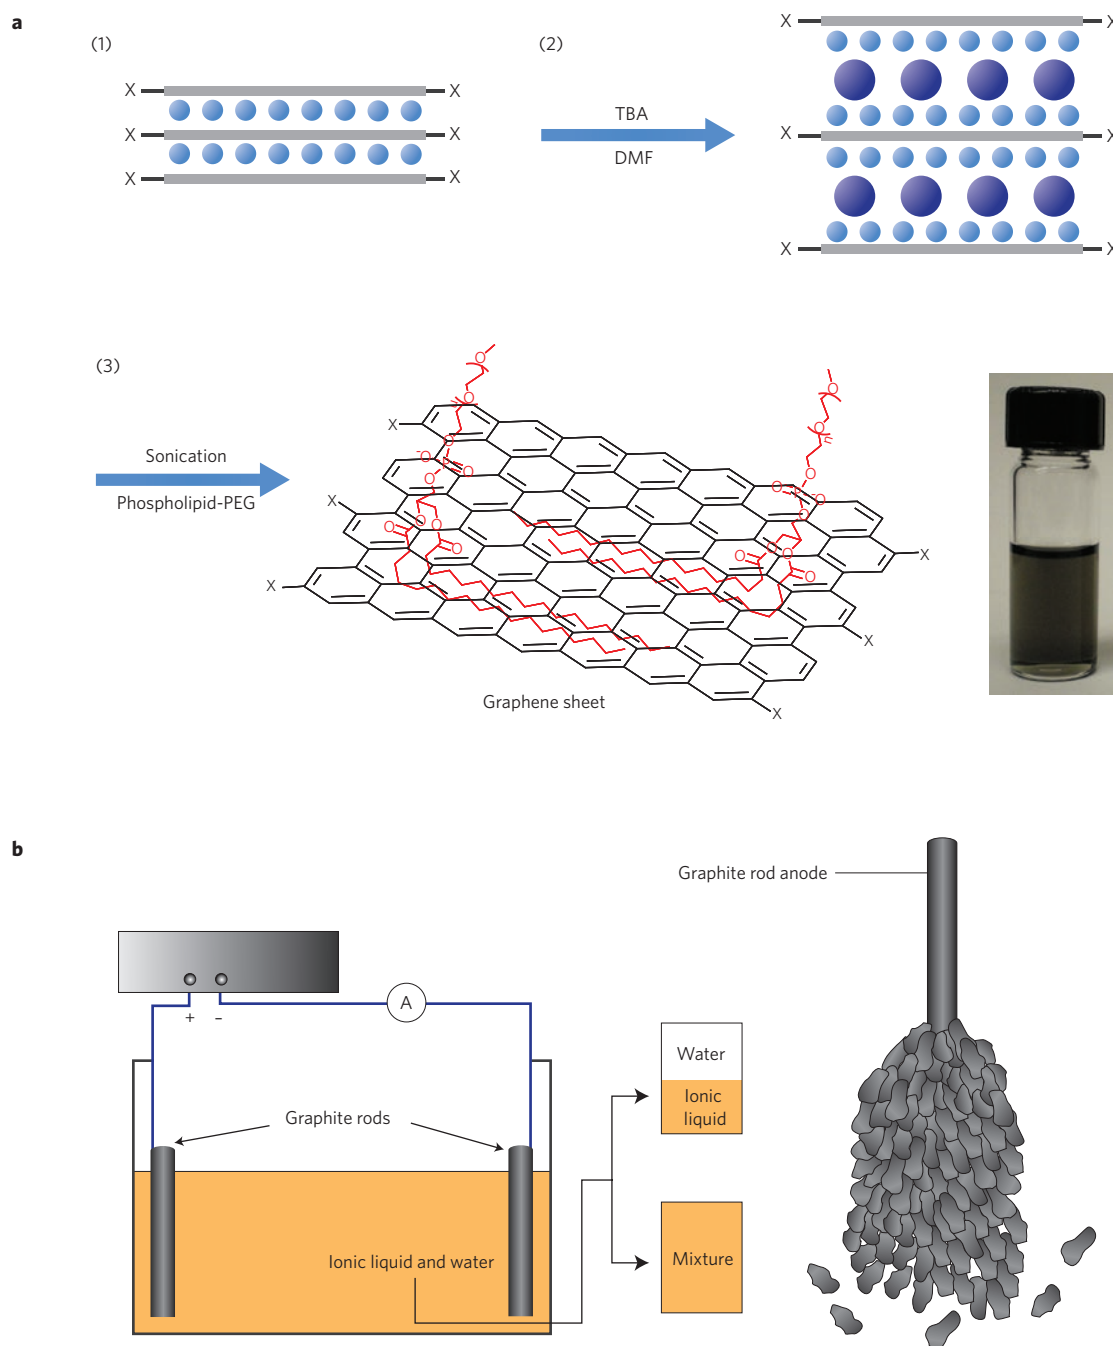 a
(1)
X X
X X
X X
(2)
TBA
DMF
X X
X X
X X
(3)
Sonication
Phospholipid-PEG
O
O
n
O
⁻O P O
O
O O
O
O
O
O
n
O
O P O⁻
O
O O
O
O
X
X
X
X
X
X
Graphene sheet
b
Graphite rod anode
A
+ –
Water
Ionic
liquid
Graphite rods
Ionic liquid and water
Mixture